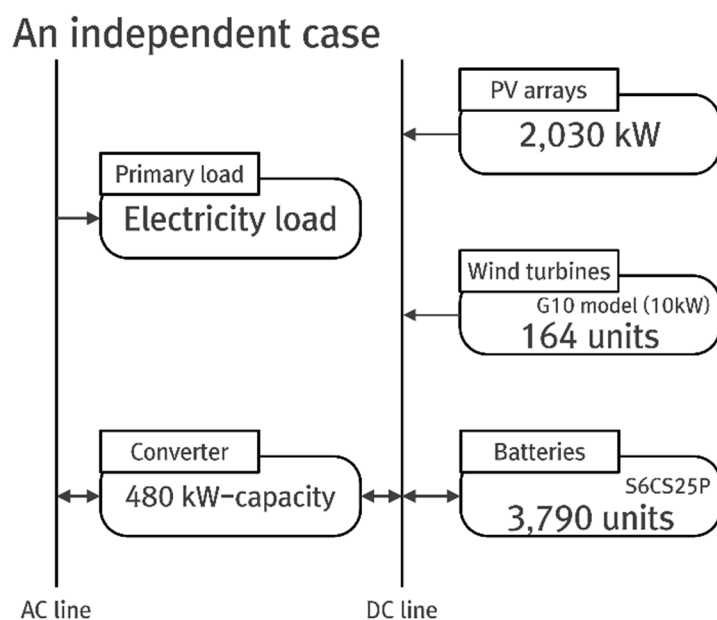 An independent case
PV arrays
2,030 kW
Primary load
Electricity load
Wind turbines
G10 model (10kW)
164 units
Converter
480 kW-capacity
Batteries
S6CS25P
3,790 units
AC line
DC line